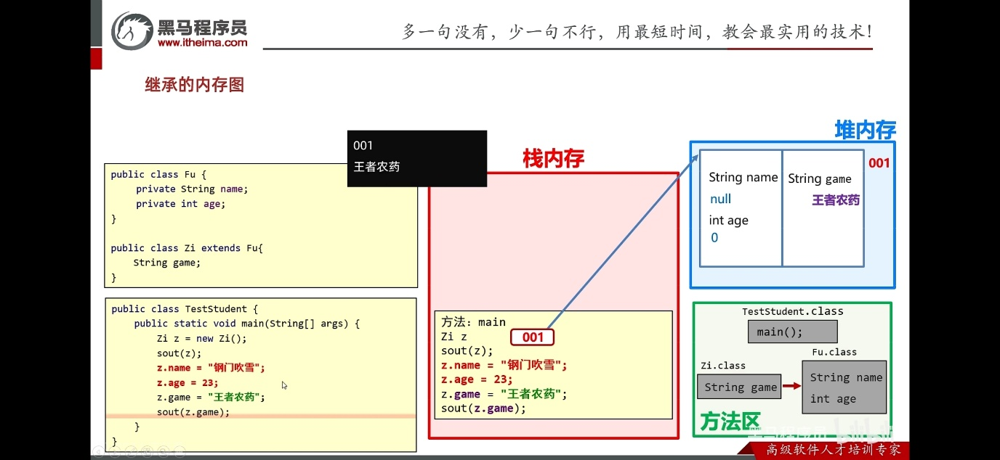 黑马程序员
www.itheima.com
多一句没有，少一句不行，用最短时间，教会最实用的技术！
继承的内存图
001
王者农药
public class Fu {
private String name;
private int age;
}
public class Zi extends Fu{
String game;
}
public class TestStudent {
public static void main(String[] args) {
Zi z = new Zi();
sout(z);
z.name = "钢门吹雪";
z.age = 23;
z.game = "王者农药";
sout(z.game);
}
}
栈内存
方法：main
Zi z
001
sout(z);
z.name = "钢门吹雪";
z.age = 23;
z.game = "王者农药";
sout(z.game);
堆内存
001
String name
null
int age
0
String game
王者农药
TestStudent.class
main();
Fu.class
String name
int age
Zi.class
String game
方法区
黑马程序员
bilibili
高级软件人才培训专家